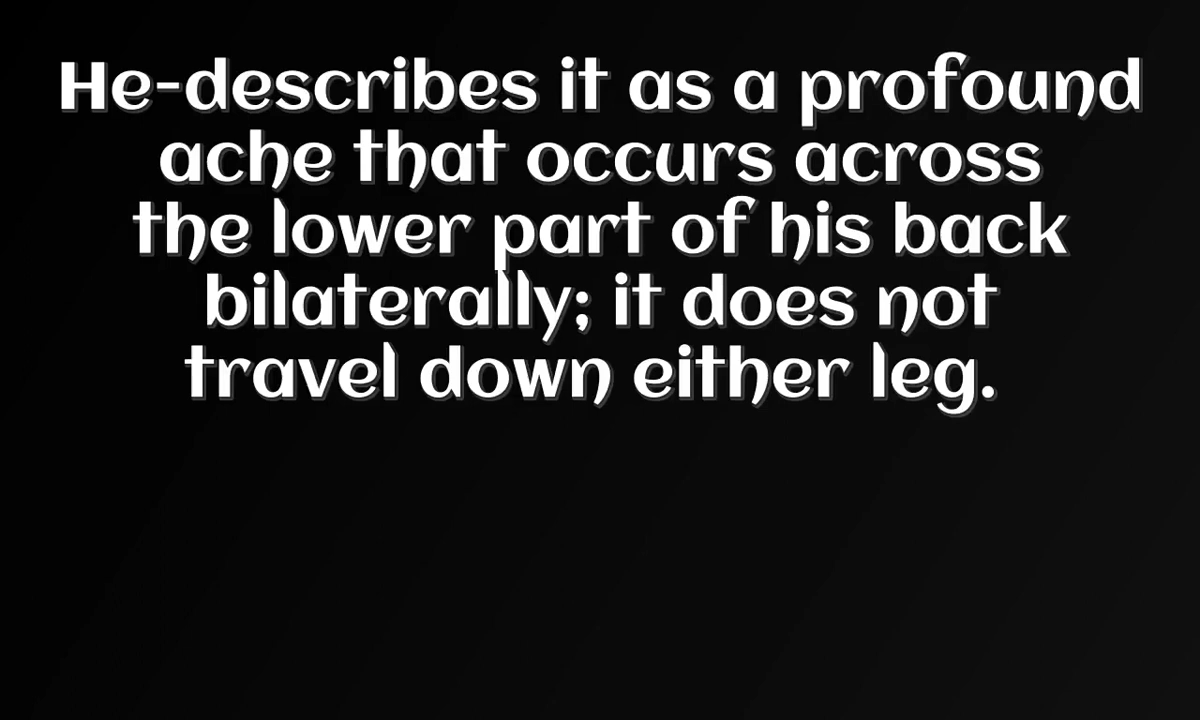 He-describes it as a profound
ache that occurs across
the lower part of his back
bilaterally; it does not
travel down either leg.